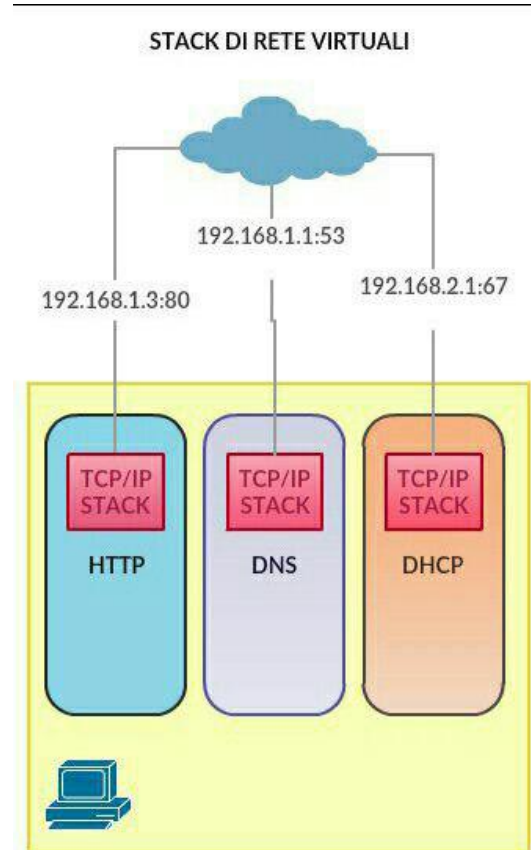 STACK DI RETE VIRTUALI
192.168.1.1:53
192.168.1.3:80
192.168.2.1:67
TCP/IP
STACK
TCP/IP
STACK
TCP/IP
STACK
HTTP
DNS
DHCP